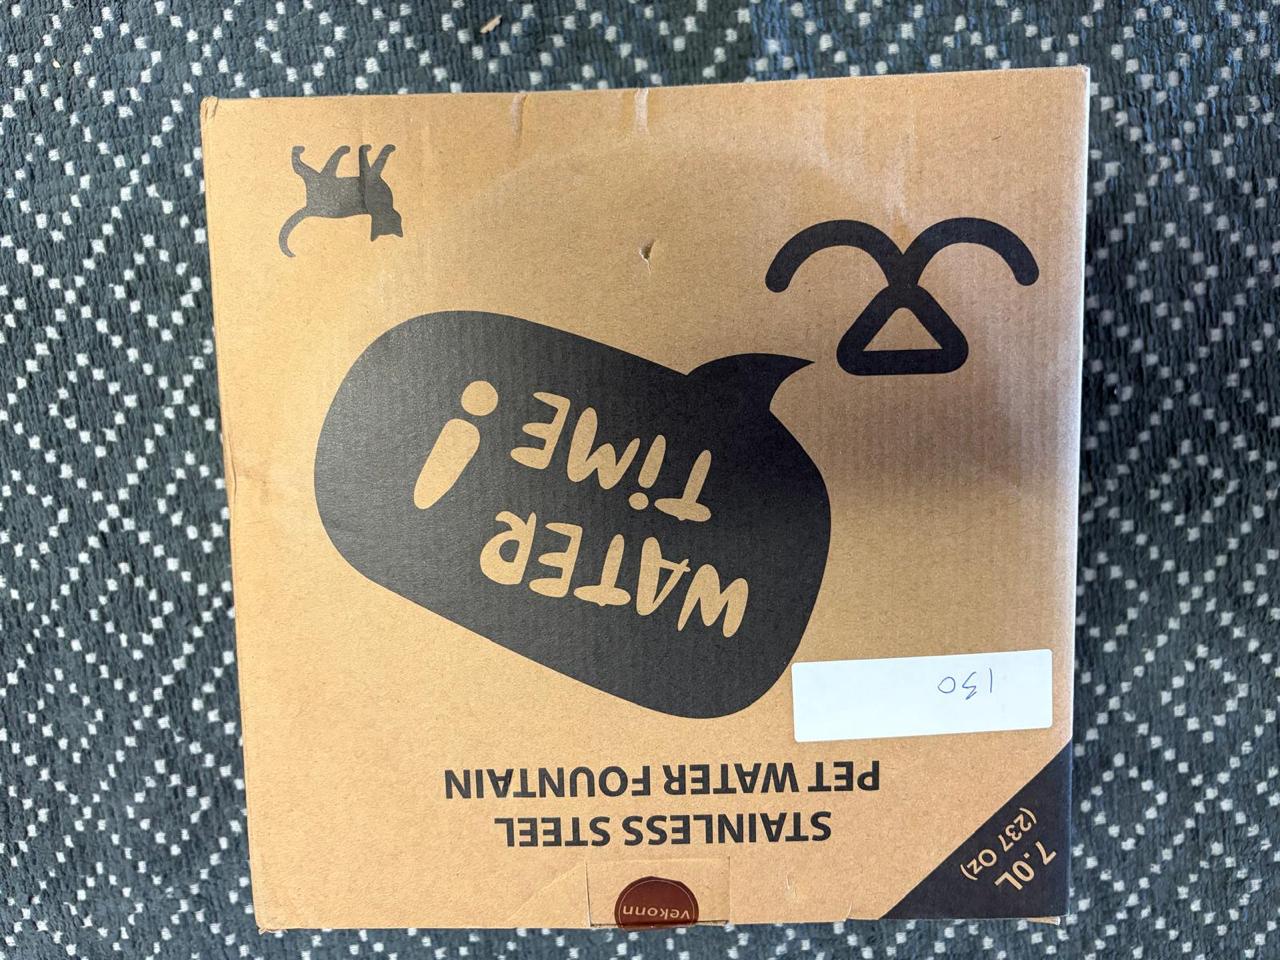 vekonn
7.0L
(237 Oz)
STAINLESS STEEL
PET WATER FOUNTAIN
130
WATER
TiME!